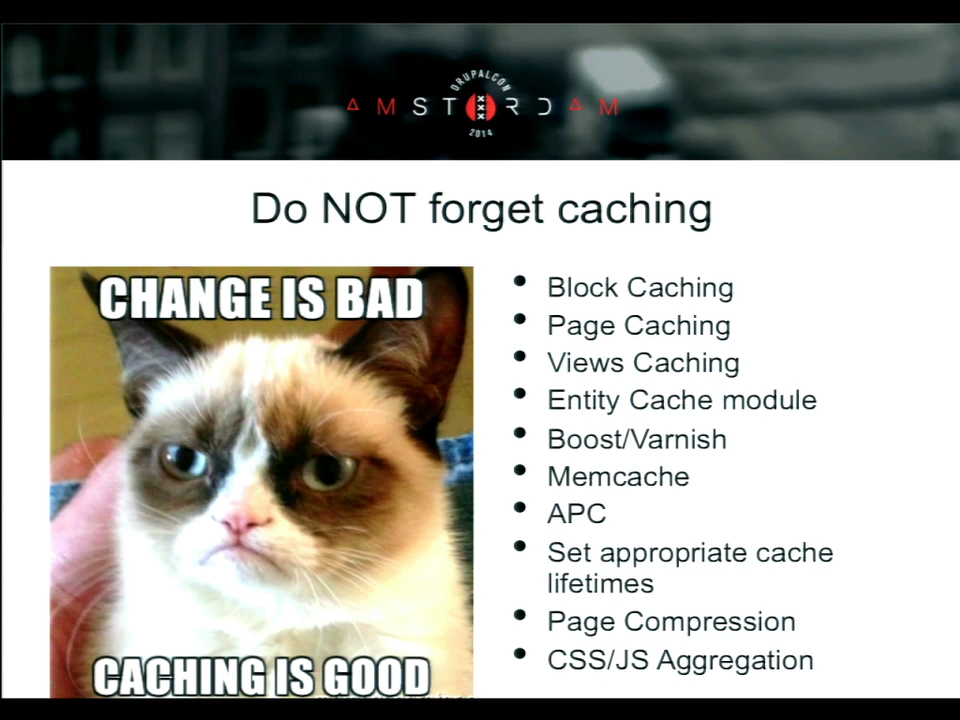 DRUPALCON
AMSTERDAM
2014
Do NOT forget caching
CHANGE IS BAD
CACHING IS GOOD
• Block Caching
• Page Caching
• Views Caching
• Entity Cache module
• Boost/Varnish
• Memcache
• APC
• Set appropriate cache
lifetimes
• Page Compression
• CSS/JS Aggregation